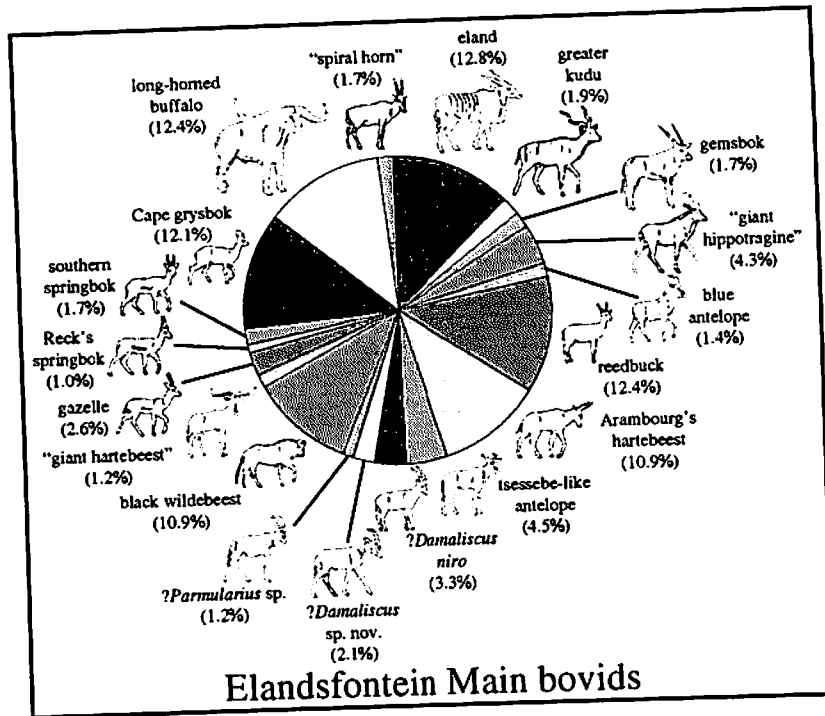 "spiral horn"
(1.7%)
eland
(12.8%)
greater
kudu
(1.9%)
gemsbok
(1.7%)
"giant
hippotragine"
(4.3%)
blue
antelope
(1.4%)
reedbuck
(12.4%)
Arambourg's
hartebeest
(10.9%)
tsessebe-like
antelope
(4.5%)
?Damaliscus
niro
(3.3%)
?Damaliscus
sp. nov.
(2.1%)
?Parmularius sp.
(1.2%)
black wildebeest
(10.9%)
"giant hartebeest"
(1.2%)
gazelle
(2.6%)
Reck's
springbok
(1.0%)
southern
springbok
(1.7%)
Cape grysbok
(12.1%)
long-horned
buffalo
(12.4%)
Elandsfontein Main bovids